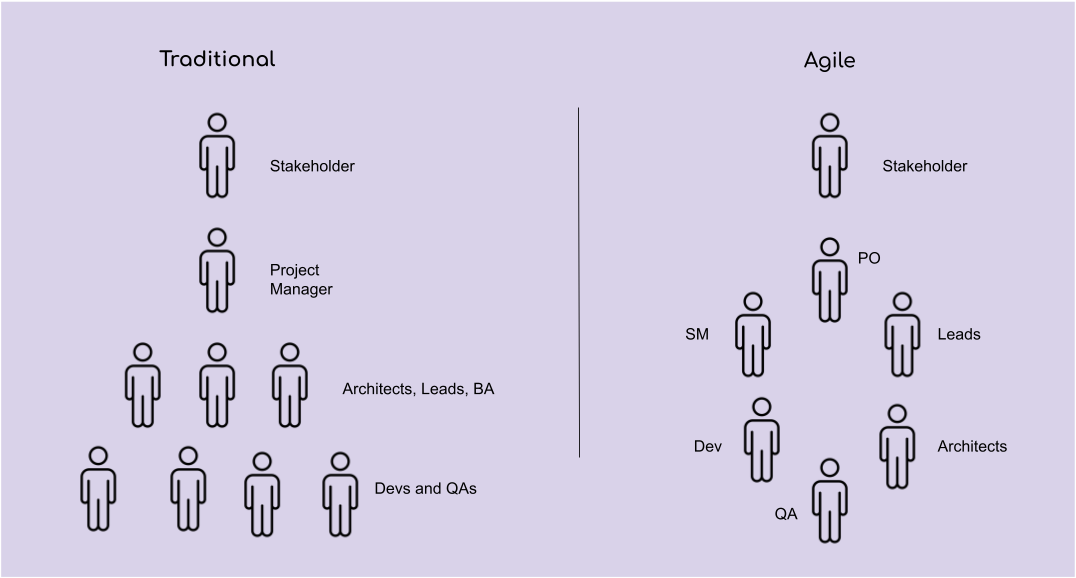 Traditional
Stakeholder
Project
Manager
Architects, Leads, BA
Devs and QAs
Agile
Stakeholder
PO
SM
Leads
Dev
Architects
QA